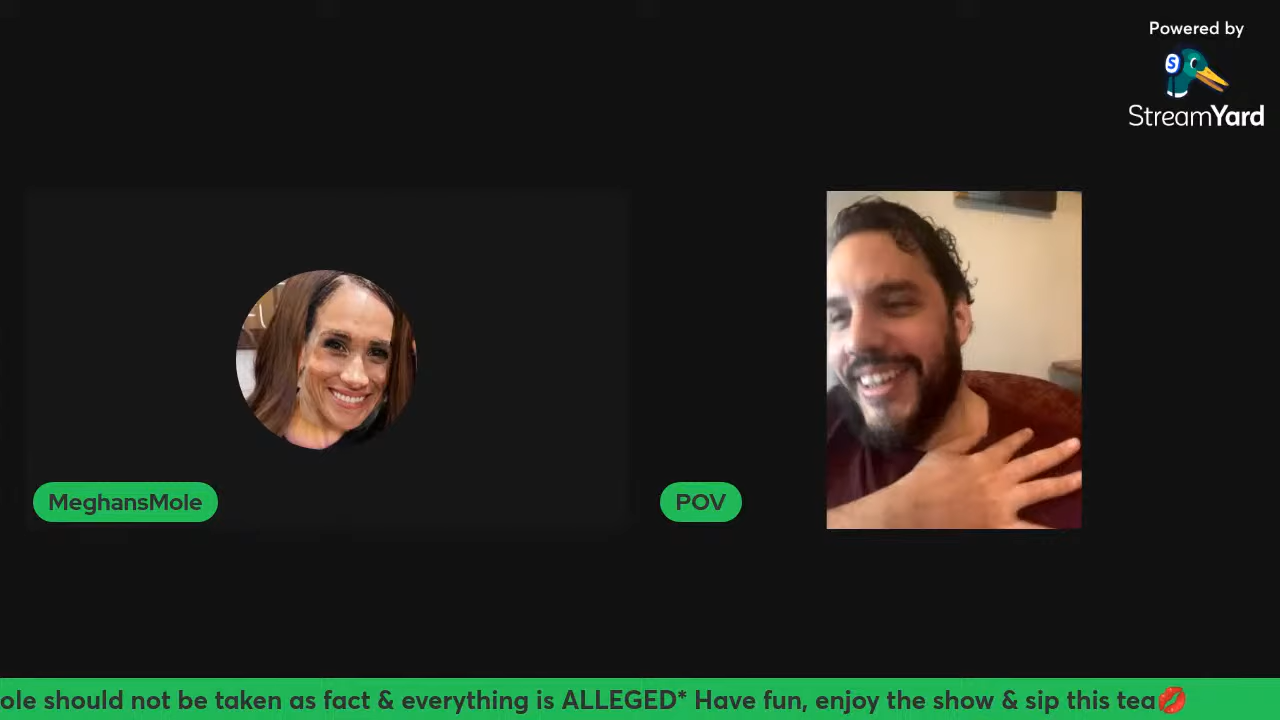 Powered by
StreamYard
MeghansMole
POV
ole should not be taken as fact & everything is ALLEGED* Have fun, enjoy the show & sip this tea💋